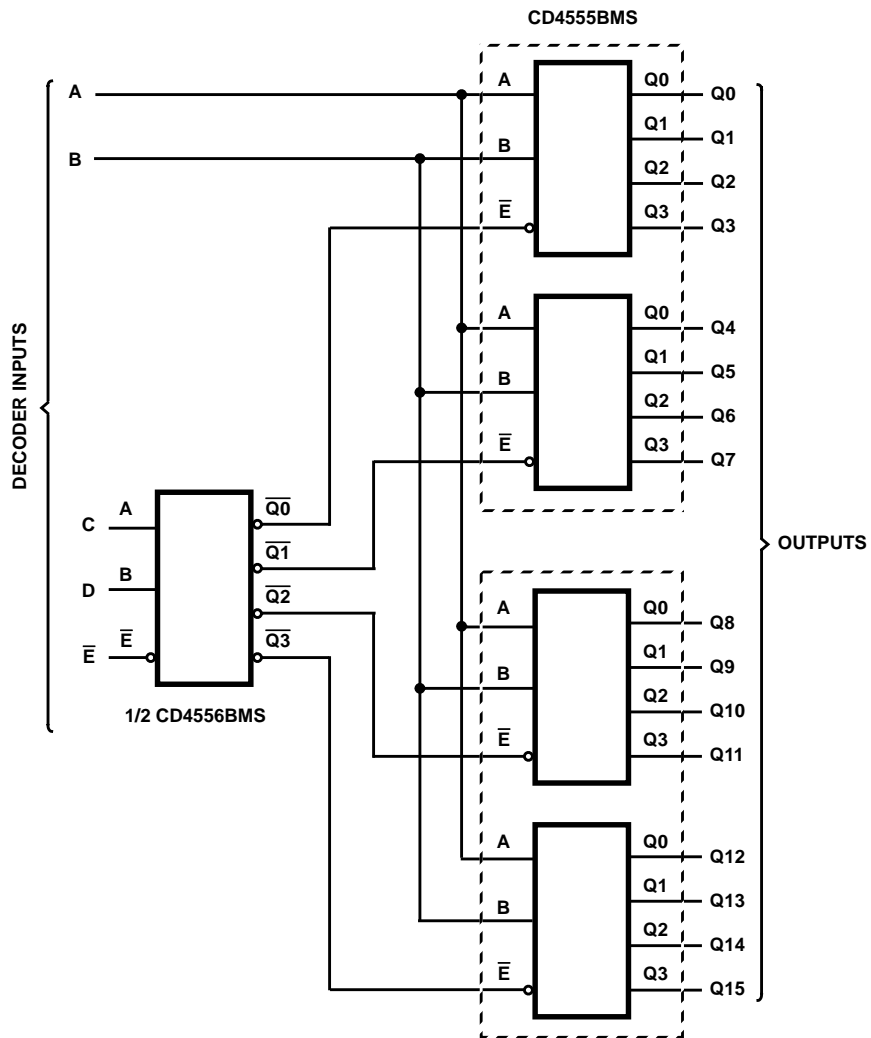 CD4555BMS
DECODER INPUTS
A
B
A
B
E
Q0
Q1
Q2
Q3
Q0
Q1
Q2
Q3
A
B
E
Q0
Q1
Q2
Q3
Q4
Q5
Q6
Q7
C
D
E
A
B
E
Q0
Q1
Q2
Q3
1/2 CD4556BMS
OUTPUTS
A
B
E
Q0
Q1
Q2
Q3
Q8
Q9
Q10
Q11
A
B
E
Q0
Q1
Q2
Q3
Q12
Q13
Q14
Q15